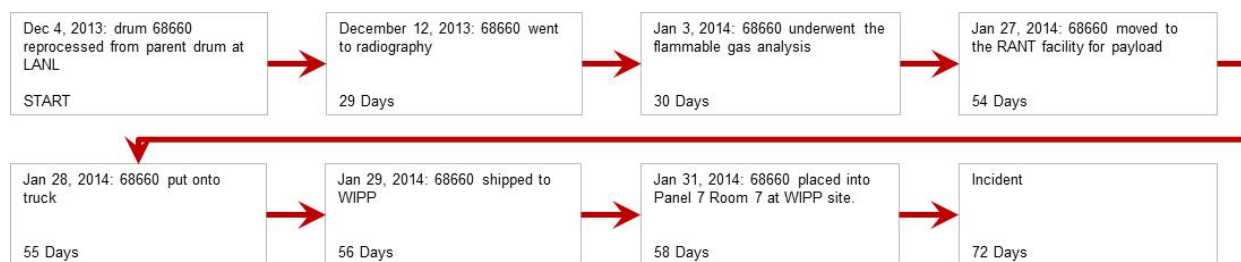 Dec 4, 2013: drum 68660
reprocessed from parent drum at
LANL
START
December 12, 2013: 68660 went
to radiography
29 Days
Jan 3, 2014: 68660 underwent the
flammable gas analysis
30 Days
Jan 27, 2014: 68660 moved to
the RANT facility for payload
54 Days
Jan 28, 2014: 68660 put onto
truck
55 Days
Jan 29, 2014: 68660 shipped to
WIPP
56 Days
Jan 31, 2014: 68660 placed into
Panel 7 Room 7 at WIPP site.
58 Days
Incident
72 Days